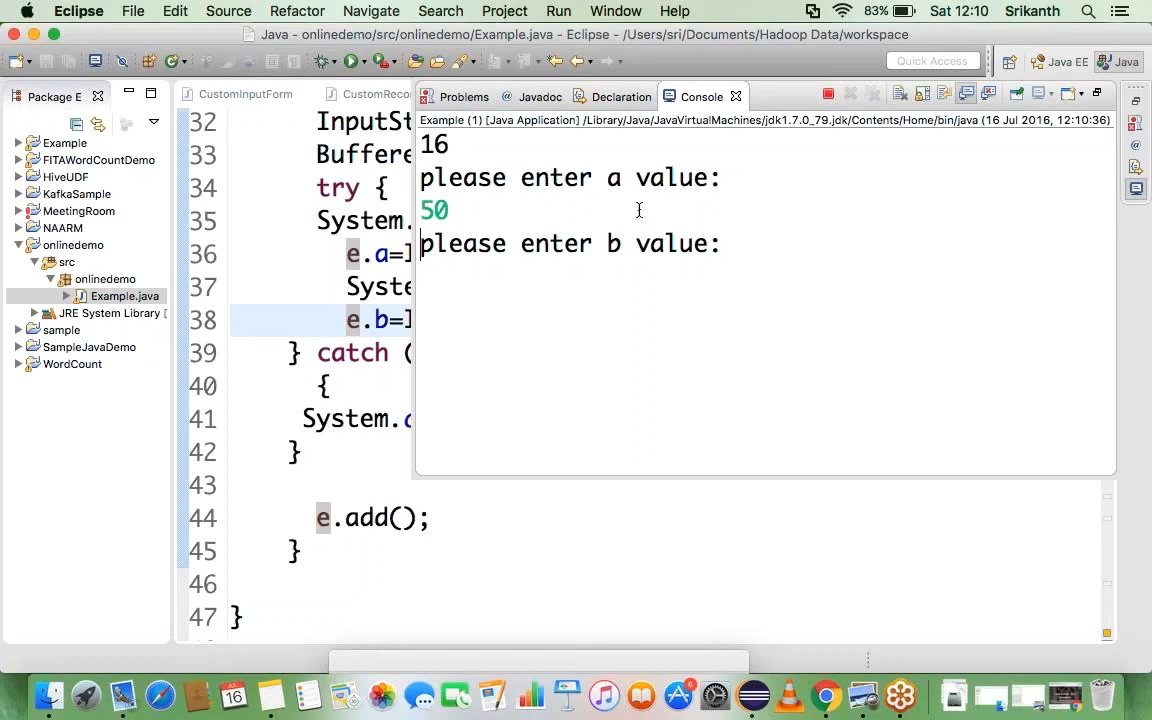 Eclipse File Edit Source Refactor Navigate Search Project Run Window Help 83% Sat 12:10 Srikanth
Java - onlinedemo/src/onlinedemo/Example.java - Eclipse - /Users/sri/Documents/Hadoop Data/workspace
Quick Access Java EE Java
Package E
Example
FITAWordCountDemo
HiveUDF
KafkaSample
MeetingRoom
NAARM
onlinedemo
src
onlinedemo
Example.java
JRE System Library [
sample
SampleJavaDemo
WordCount
CustomInputForm CustomReco
32 InputSt
33 Buffere
34 try {
35 System.
36 e.a=I
37 Syste
38 e.b=I
39 } catch (
40 {
41 System.o
42 }
43
44 e.add();
45 }
46
47 }
Problems @ Javadoc Declaration Console
Example (1) [Java Application] /Library/Java/JavaVirtualMachines/jdk1.7.0_79.jdk/Contents/Home/bin/java (16 Jul 2016, 12:10:36)
16
please enter a value:
50
please enter b value:
16
6